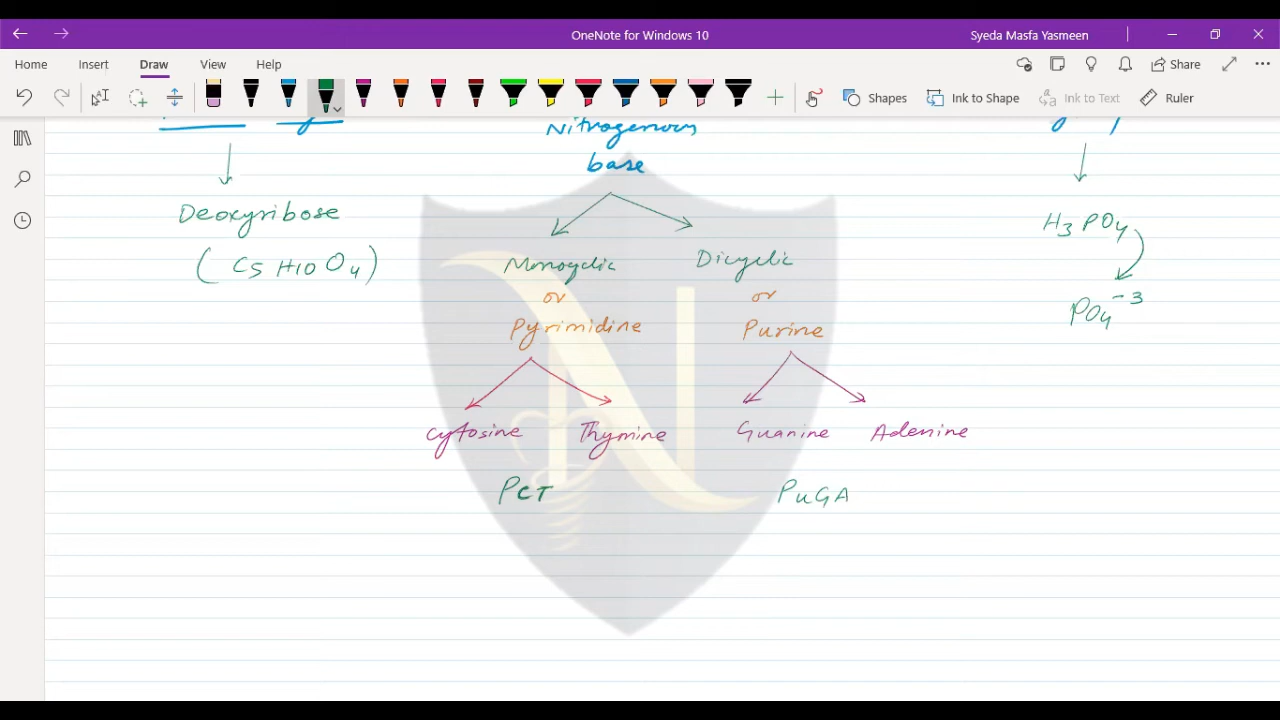 OneNote for Windows 10
Syeda Masfa Yasmeen
Home Insert Draw View Help
Share
Shapes
Ink to Shape
Ink to Text
Ruler
Nitrogenous
base
Deoxyribose
(C5 H10 O4)
H3PO4
PO4 -3
Monocyclic
Dicyclic
or
or
Pyrimidine
Purine
Cytosine
Thymine
Guanine
Adenine
PCT
PuGA